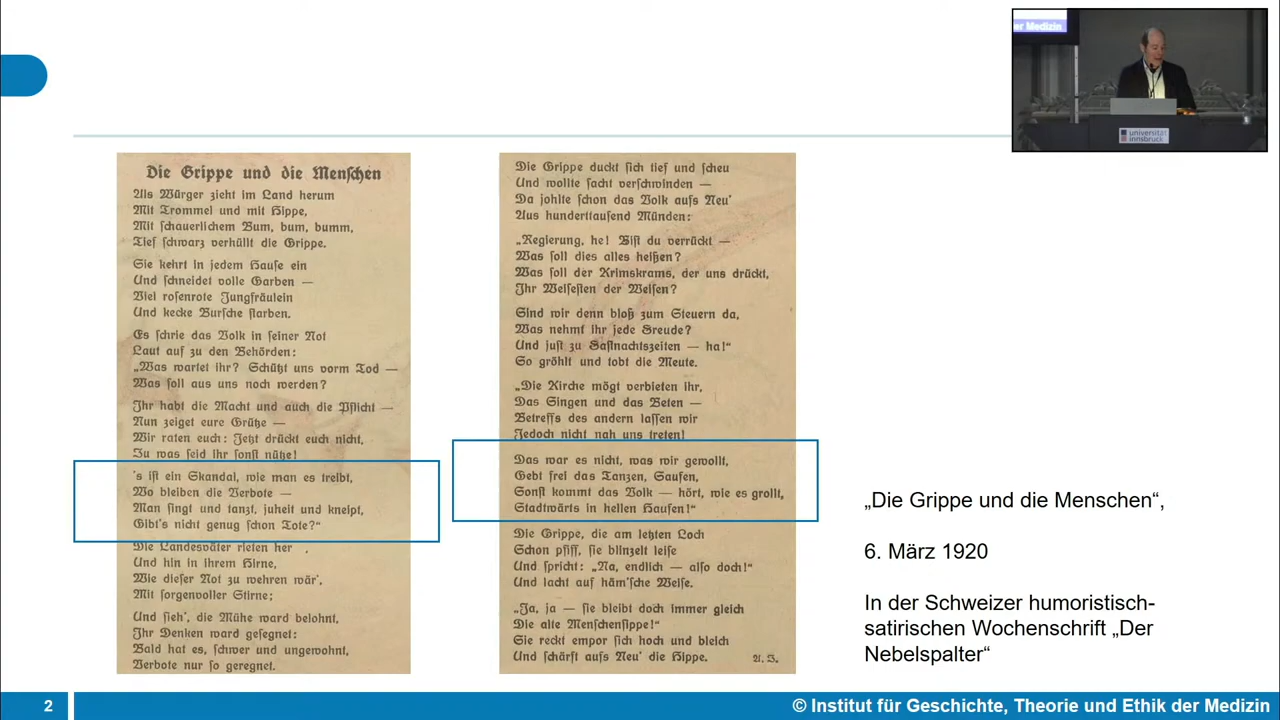 er Medizin
universität
innsbruck
Die Grippe und die Menschen
Als Würger zieht im Land herum
Mit Trommel und mit Hippe,
Mit schauerlichem Bum, bum, bumm,
Tief schwarz verhüllt die Grippe.
Sie kehrt in jedem Hause ein
Und schneidet volle Garben —
Viel rosenrote Jungfräulein
Und kecke Bursche starben.
Es schrie das Volk in seiner Not
Laut auf zu den Behörden:
„Was wartet ihr? Schützt uns vorm Tod —
Was soll aus uns noch werden?
Ihr habt die Macht und auch die Pflicht —
Nun zeiget eure Grütze —
Wir raten euch: Jetzt drückt euch nicht,
Zu was seid ihr sonst nütze!
's ist ein Skandal, wie man es treibt,
Wo bleiben die Verbote —
Man singt und tanzt, juheit und kneipt,
Gibt's nicht genug schon Tote?“
Die Landesväter rieten her
Und hin in ihrem Hirne,
Wie dieser Not zu wehren wär',
Mit sorgenvoller Stirne;
Und sieh', die Mühe ward belohnt,
Ihr Denken ward gesegnet:
Bald hat es, schwer und ungewohnt,
Verbote nur so geregnet.
Die Grippe duckt sich tief und scheu
Und wollte sacht verschwinden —
Da johlte schon das Volk aufs Neu'
Aus hunderttausend Münden:
„Regierung, he! Bist du verrückt —
Was soll dies alles heißen?
Was soll der Krimskrams, der uns drückt,
Ihr Weisesten der Weisen?
Sind wir denn bloß zum Steuern da,
Was nehmt ihr jede Freude?
Und just zu Fastnachtszeiten — ha!“
So gröhlt und tobt die Meute.
„Die Kirche mögt verbieten ihr,
Das Singen und das Beten —
Betreffs des andern lassen wir
Jedoch nicht nah uns treten!
Das war es nicht, was wir gewollt,
Gebt frei das Tanzen, Saufen,
Sonst kommt das Volk — hört, wie es grollt,
Stadtwärts in hellen Haufen!“
Die Grippe, die am letzten Loch
Schon pfiff, sie blinzelt leise
Und spricht: „Na, endlich — also doch!“
Und lacht auf häm'sche Weise.
„Ja, ja — sie bleibt doch immer gleich
Die alte Menschensippe!“
Sie reckt empor sich hoch und bleich
Und schärft aufs Neu' die Hippe.
A. Z.
„Die Grippe und die Menschen“,
6. März 1920
In der Schweizer humoristisch-
satirischen Wochenschrift „Der
Nebelspalter“
2
© Institut für Geschichte, Theorie und Ethik der Medizin